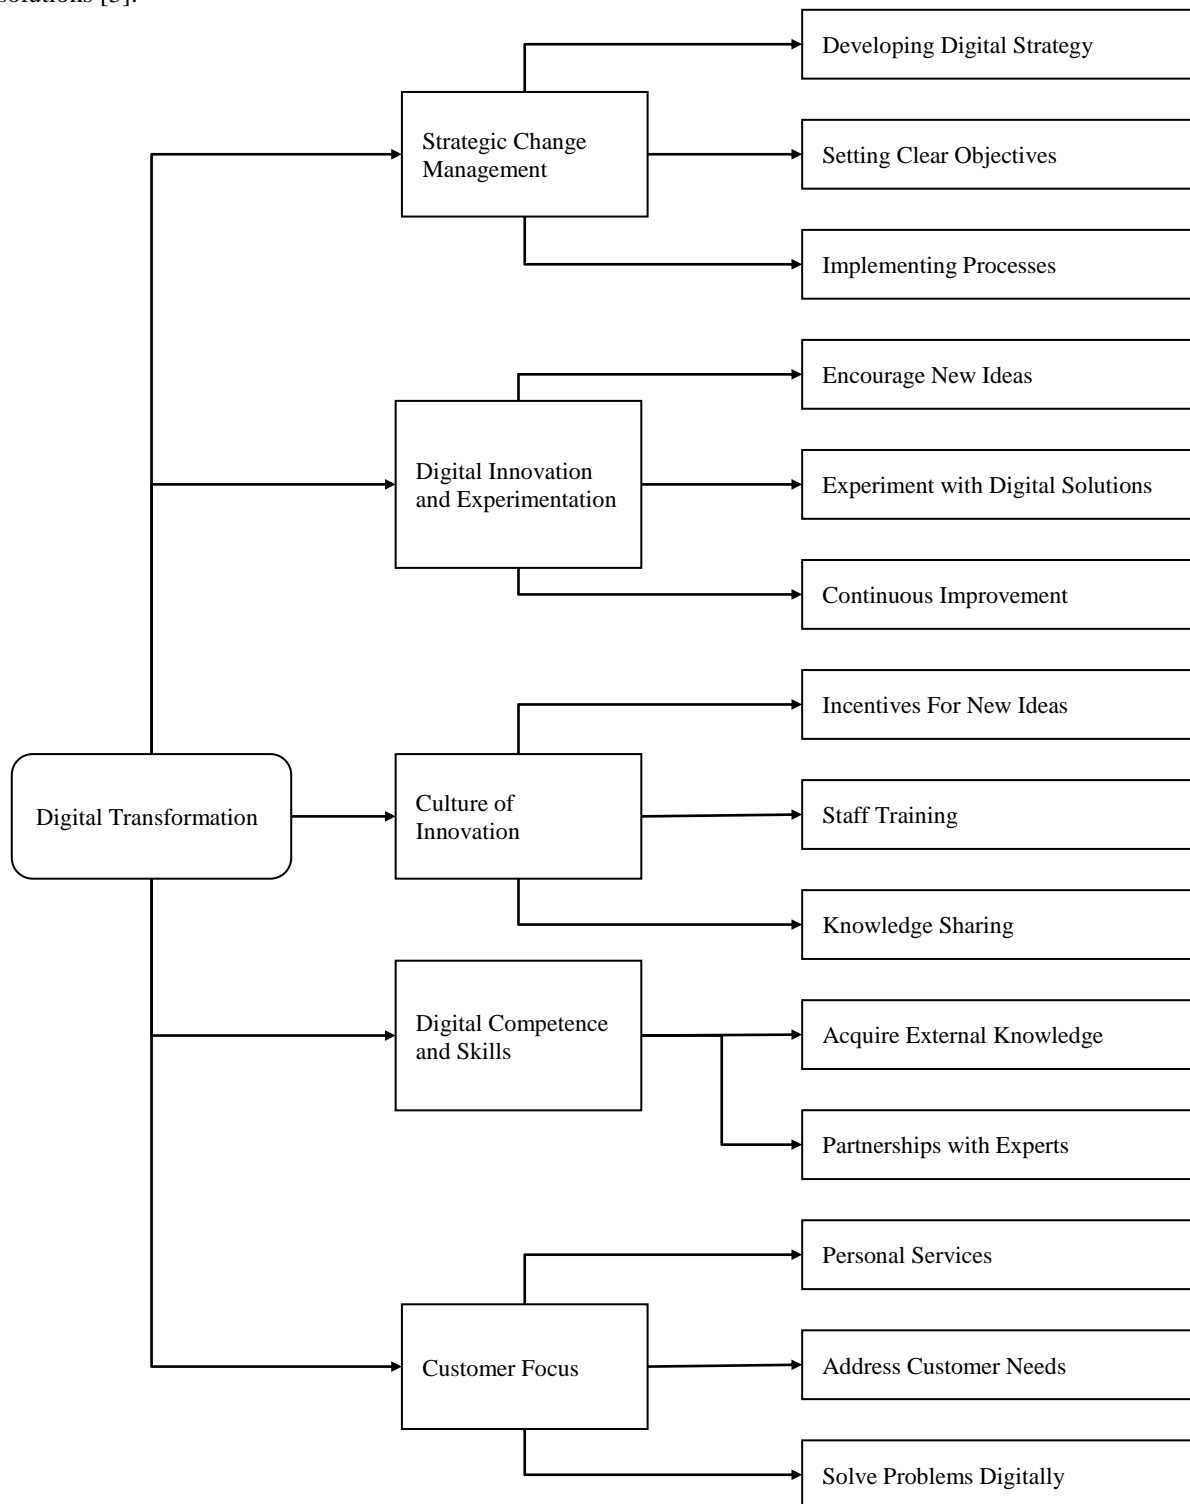 solutions [3].
Developing Digital Strategy
Strategic Change
Management
Setting Clear Objectives
Implementing Processes
Encourage New Ideas
Digital Innovation
and Experimentation
Experiment with Digital Solutions
Continuous Improvement
Incentives For New Ideas
Digital Transformation
Culture of
Innovation
Staff Training
Knowledge Sharing
Digital Competence
and Skills
Acquire External Knowledge
Partnerships with Experts
Personal Services
Customer Focus
Address Customer Needs
Solve Problems Digitally